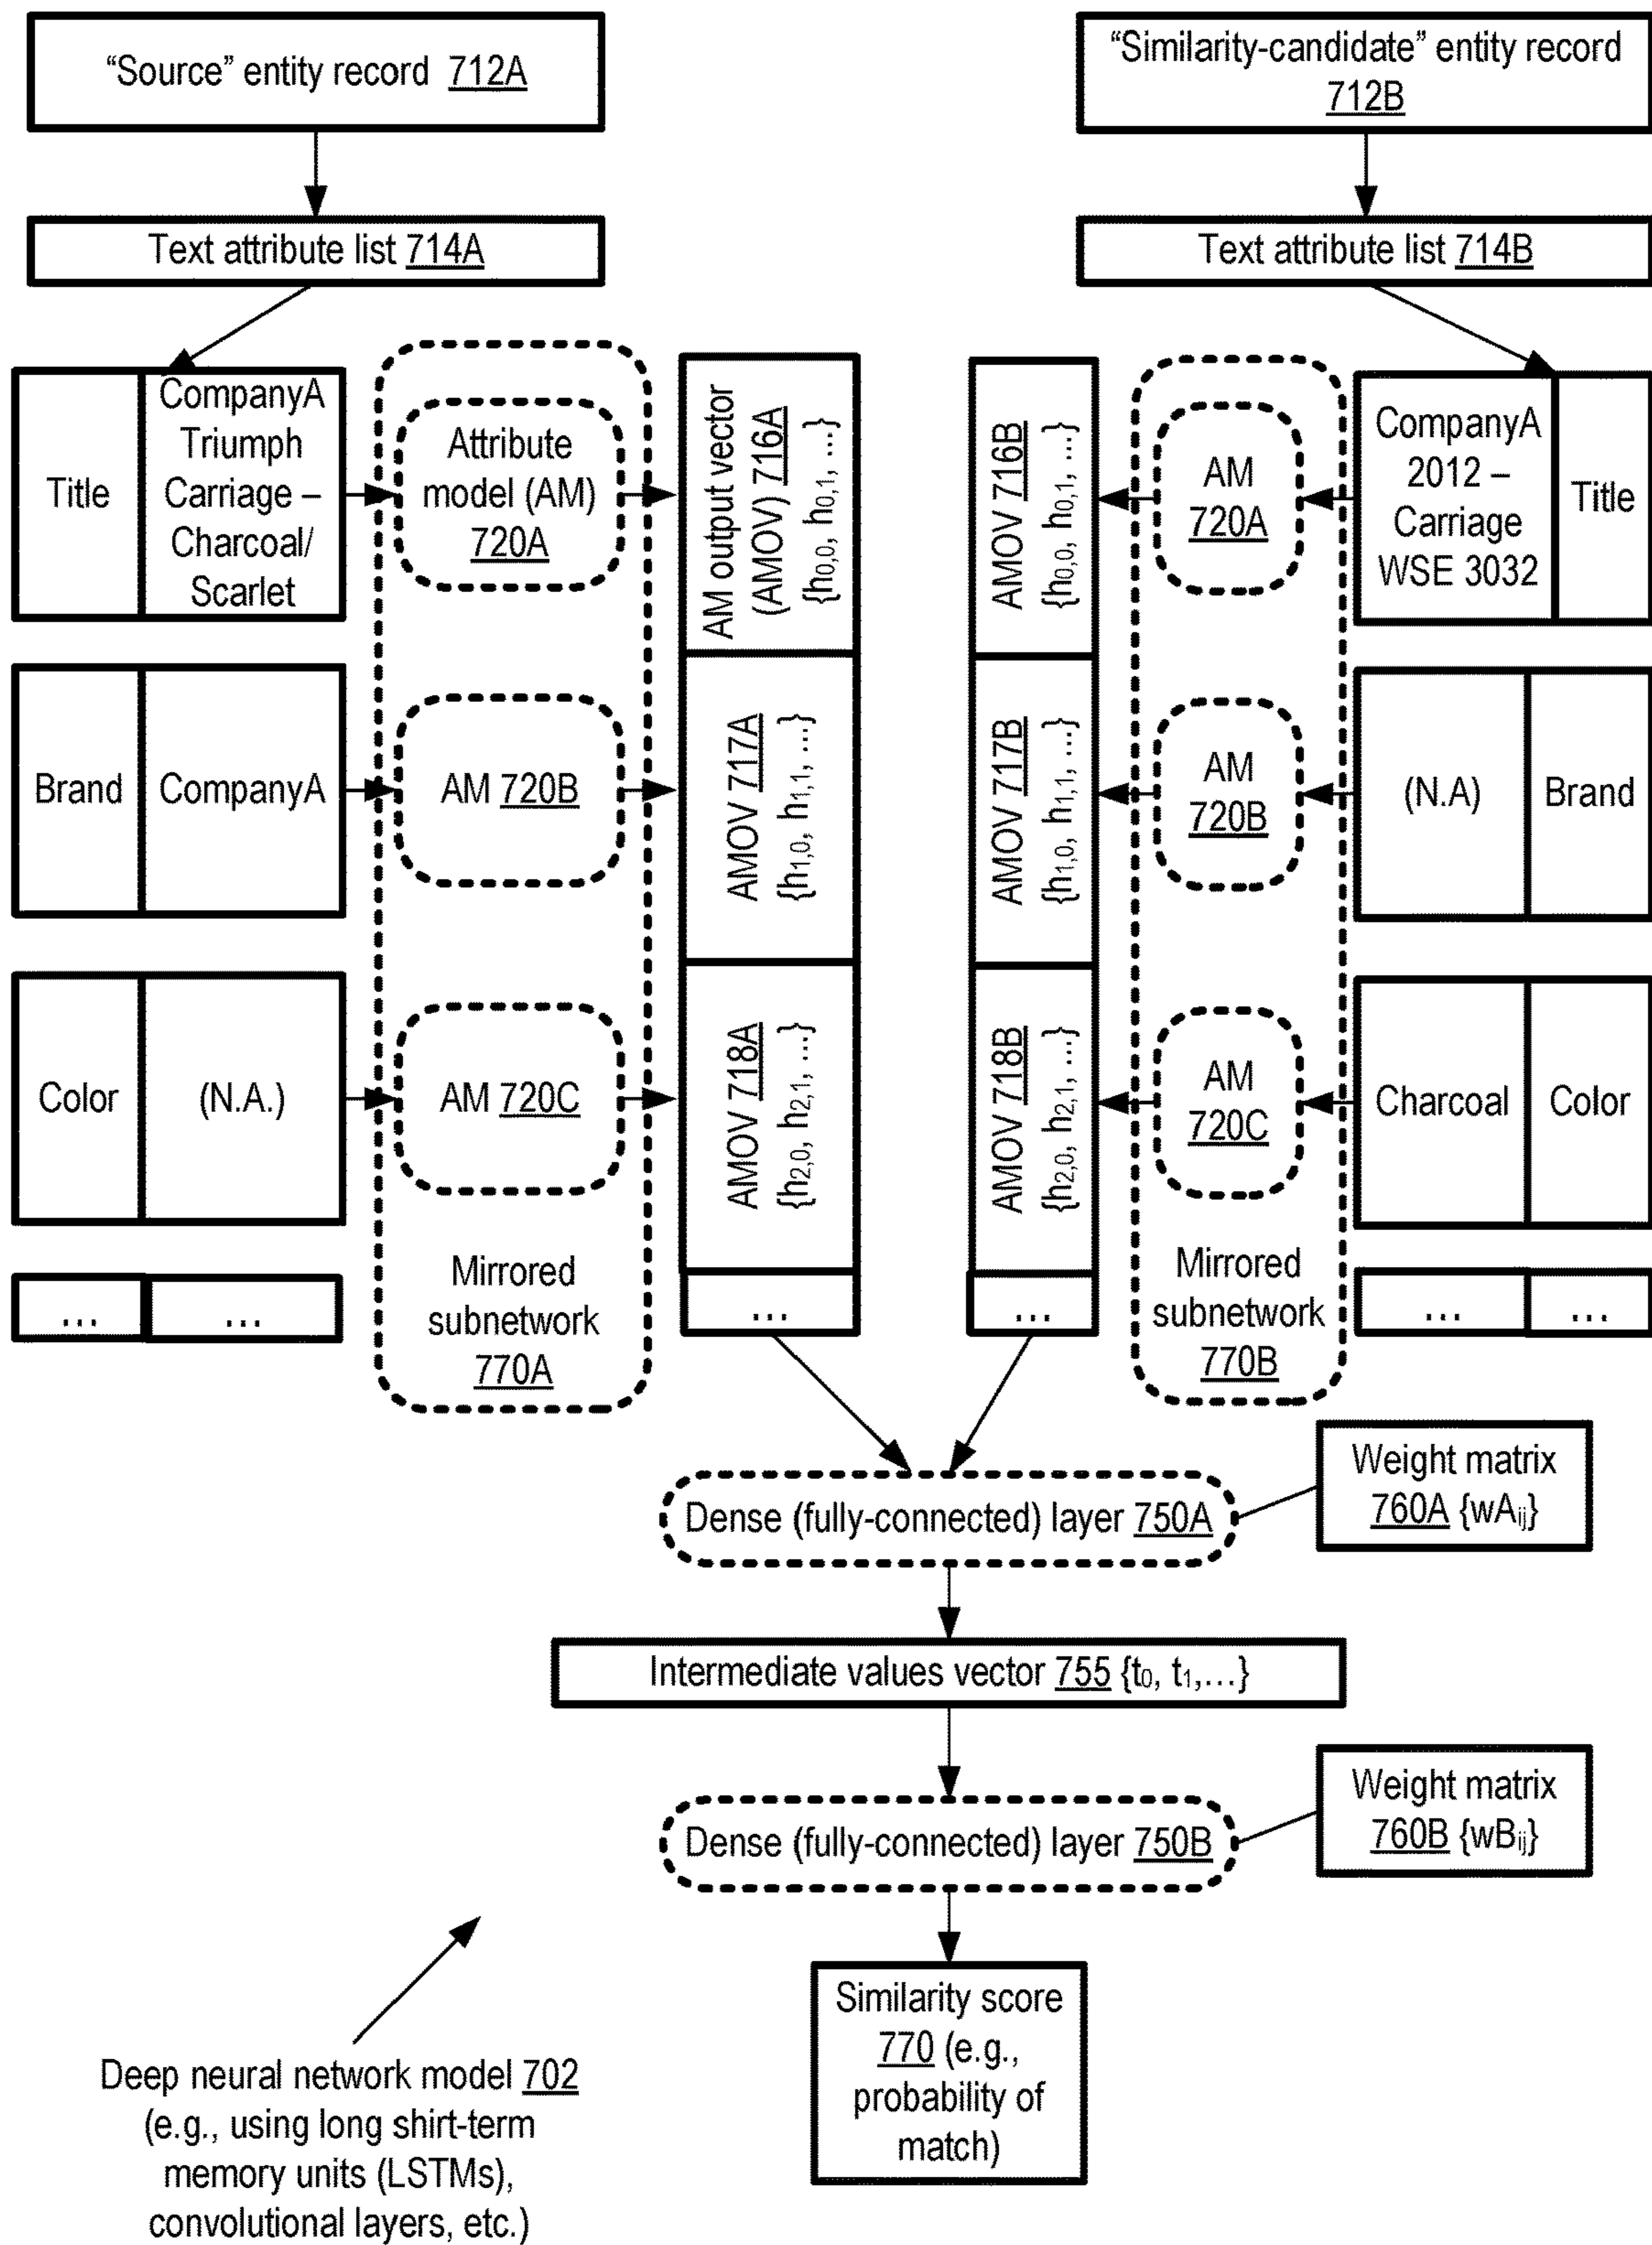 “Source” entity record 712A
“Similarity-candidate” entity record
712B
Text attribute list 714A
Text attribute list 714B
Title
CompanyA
Triumph
Carriage –
Charcoal/
Scarlet
Attribute
model (AM)
720A
AM output vector
(AMOV) 716A
{h0,0, h0,1, ...}
AMOV 716B
{h0,0, h0,1, ...}
AM
720A
CompanyA
2012 –
Carriage
WSE 3032
Title
Brand
CompanyA
AM 720B
AMOV 717A
{h1,0, h1,1, ...}
AMOV 717B
{h1,0, h1,1, ...}
AM
720B
(N.A)
Brand
Color
(N.A.)
AM 720C
AMOV 718A
{h2,0, h2,1, ...}
AMOV 718B
{h2,0, h2,1, ...}
AM
720C
Charcoal
Color
...
...
Mirrored
subnetwork
770A
...
...
Mirrored
subnetwork
770B
...
...
Dense (fully-connected) layer 750A
Weight matrix
760A {wAij}
Intermediate values vector 755 {t0, t1,...}
Dense (fully-connected) layer 750B
Weight matrix
760B {wBij}
Similarity score
770 (e.g.,
probability of
match)
Deep neural network model 702
(e.g., using long shirt-term
memory units (LSTMs),
convolutional layers, etc.)